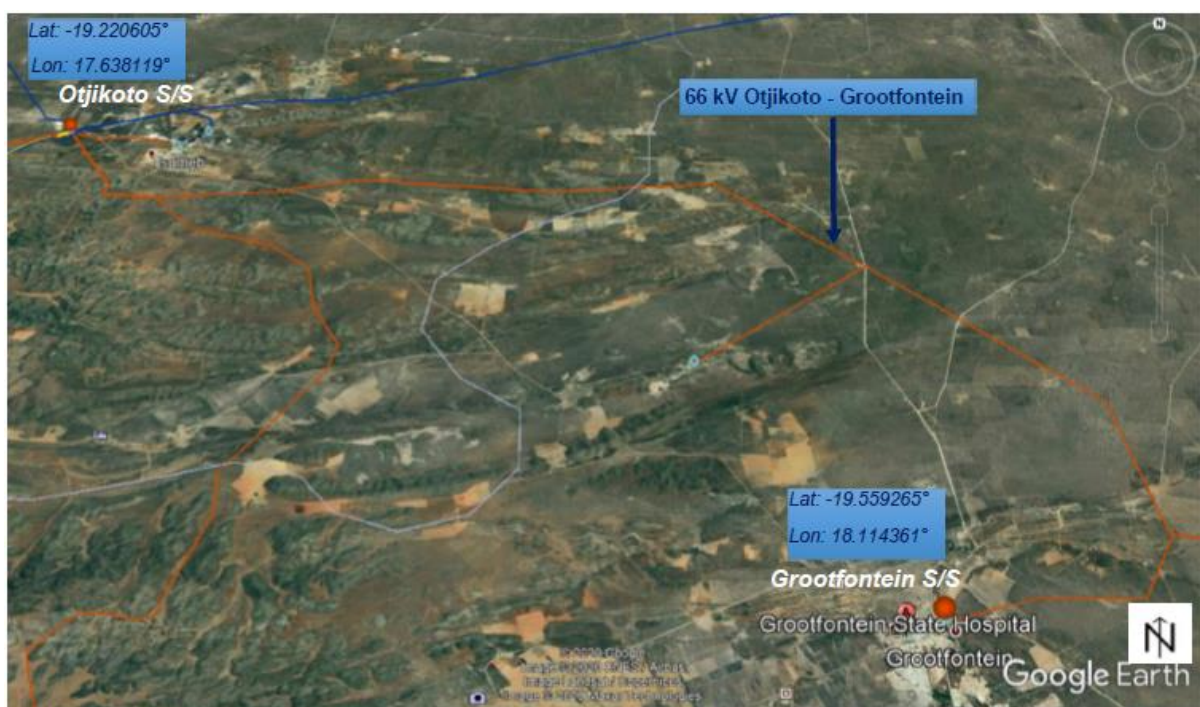 Lat: -19.220605°
Lon: 17.638119°
Otjikoto S/S
N
66 kV Otjikoto - Grootfontein
Lat: -19.559265°
Lon: 18.114361°
Grootfontein S/S
Grootfontein State Hospital
Grootfontein
N
Google Earth